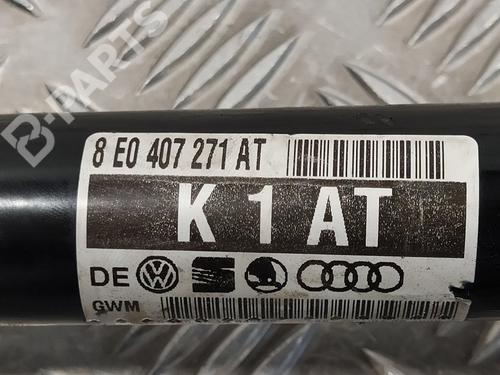 B-PARTS
8 E0 407 271 AT
K 1 AT
DE
GWM